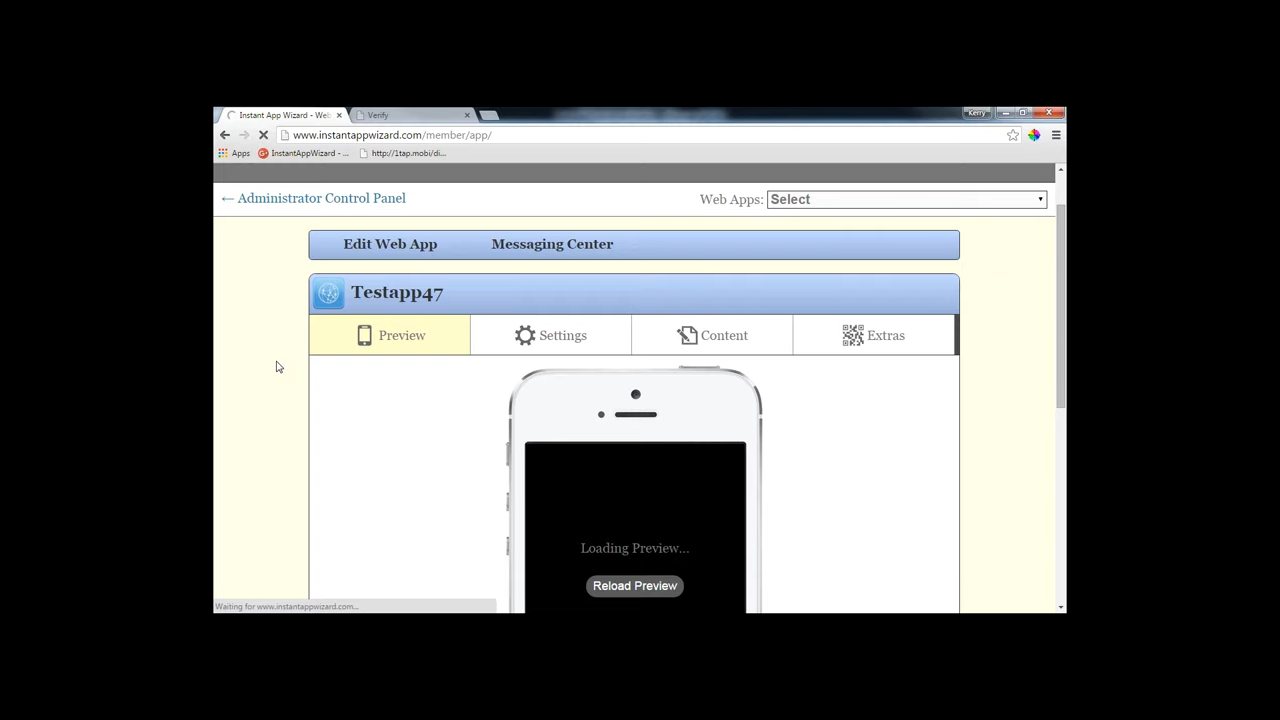 Instant App Wizard - Web
Verify
Kerry
www.instantappwizard.com/member/app/
Apps
InstantAppWizard - ...
http://1tap.mobi/di...
← Administrator Control Panel
Web Apps:
Select
Edit Web App
Messaging Center
Testapp47
Preview
Settings
Content
Extras
Loading Preview...
Reload Preview
Waiting for www.instantappwizard.com...